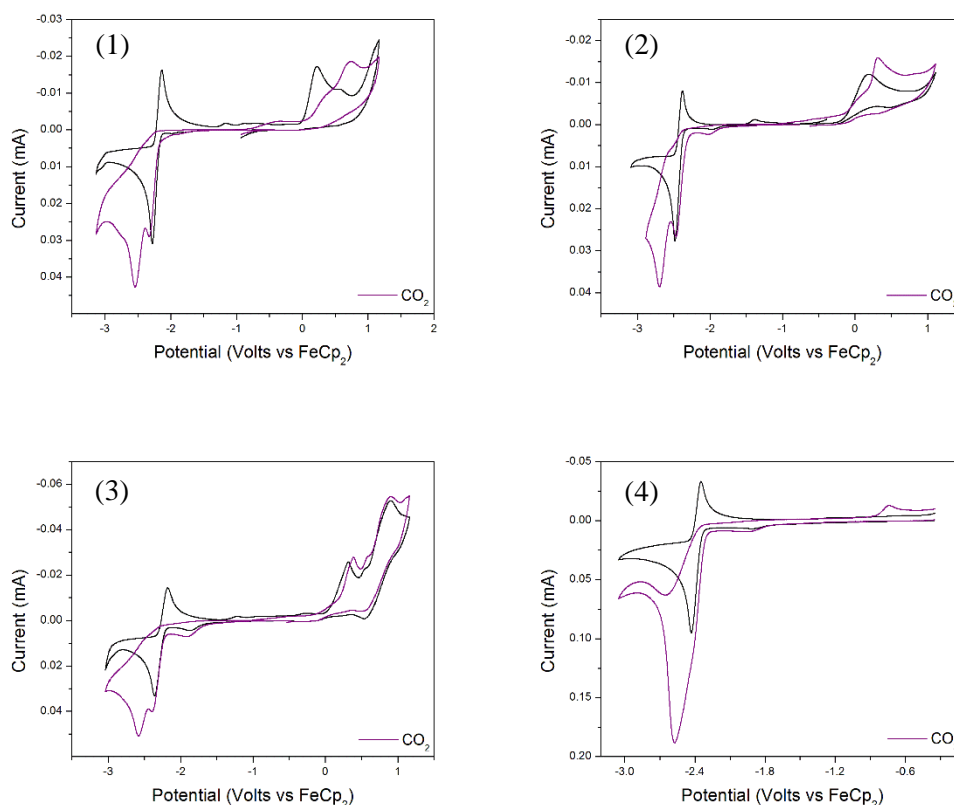 (1)
-0.03
-0.02
-0.01
0.00
0.01
0.02
0.03
0.04
Current (mA)
CO2
-3 -2 -1 0 1 2
Potential (Volts vs FeCp2)
(2)
-0.02
-0.01
0.00
0.01
0.02
0.03
0.04
Current (mA)
CO2
-3 -2 -1 0 1
Potential (Volts vs FeCp2)
(3)
-0.06
-0.04
-0.02
0.00
0.02
0.04
Current (mA)
CO2
-3 -2 -1 0 1
Potential (Volts vs FeCp2)
(4)
-0.05
0.00
0.05
0.10
0.15
0.20
Current (mA)
CO
-3.0 -2.4 -1.8 -1.2 -0.6
Potential (Volts vs FeCp2)